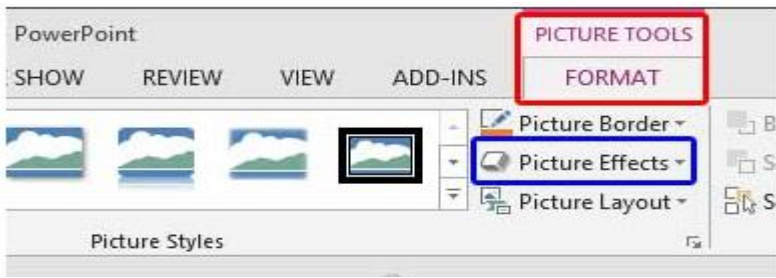 PowerPoint PICTURE TOOLS
SHOW REVIEW VIEW ADD-INS FORMAT
Picture Border B
Picture Effects S
Picture Layout S
Picture Styles